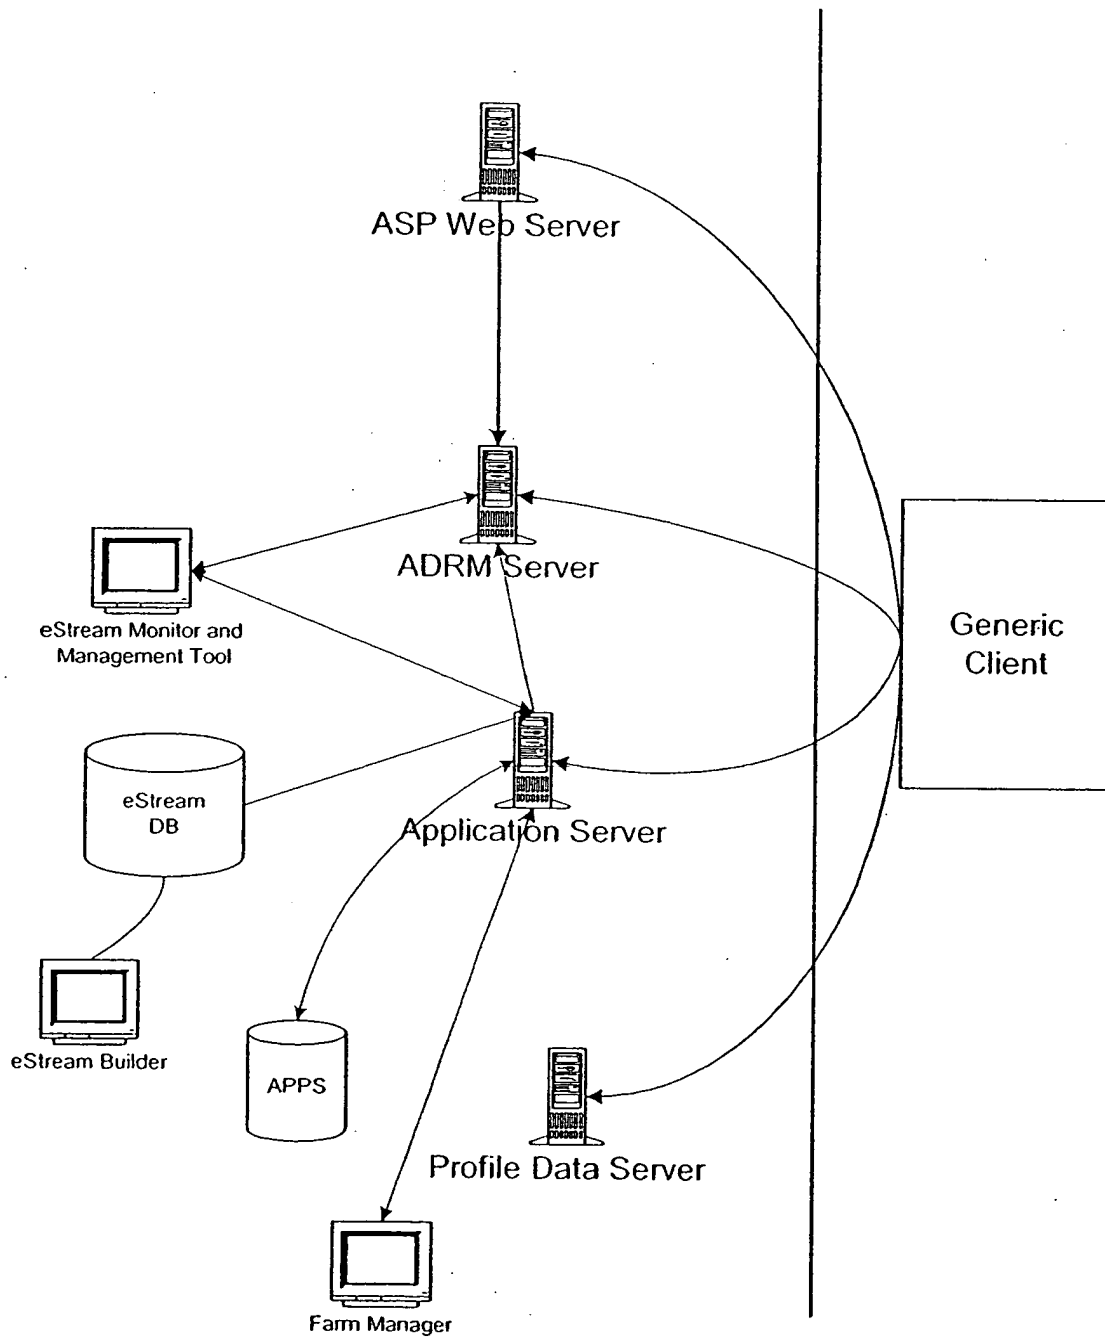 ASP Web Server
ADRM Server
eStream Monitor and
Management Tool
Generic
Client
eStream
DB
Application Server
eStream Builder
APPS
Profile Data Server
Farm Manager